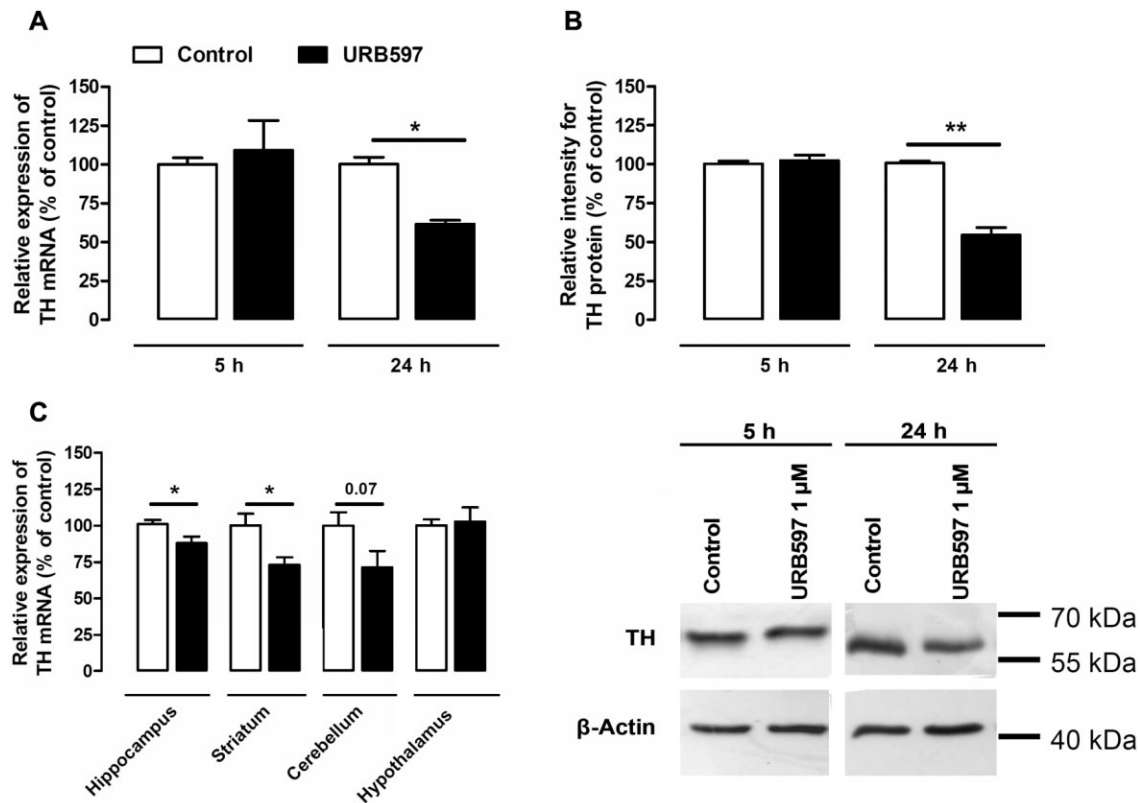 A
Control
URB597
Relative expression of
TH mRNA (% of control)
150
125
100
75
50
25
0
*
5 h
24 h
B
Relative intensity for
TH protein (% of control)
150
125
100
75
50
25
0
**
5 h
24 h
C
Relative expression of
TH mRNA (% of control)
150
125
100
75
50
25
0
*
*
0.07
Hippocampus
Striatum
Cerebellum
Hypothalamus
5 h
24 h
Control
URB597 1 µM
Control
URB597 1 µM
TH
70 kDa
55 kDa
β-Actin
40 kDa